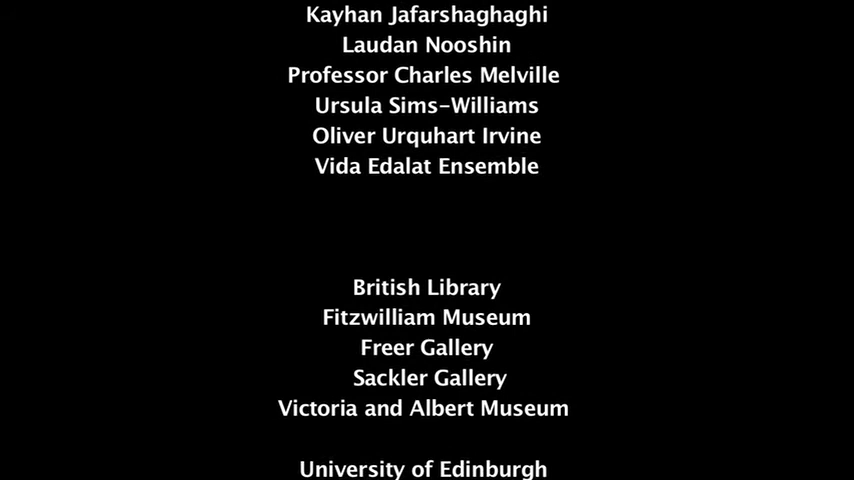 Kayhan Jafarshaghaghi
Laudan Nooshin
Professor Charles Melville
Ursula Sims-Williams
Oliver Urquhart Irvine
Vida Edalat Ensemble
British Library
Fitzwilliam Museum
Freer Gallery
Sackler Gallery
Victoria and Albert Museum
University of Edinburgh